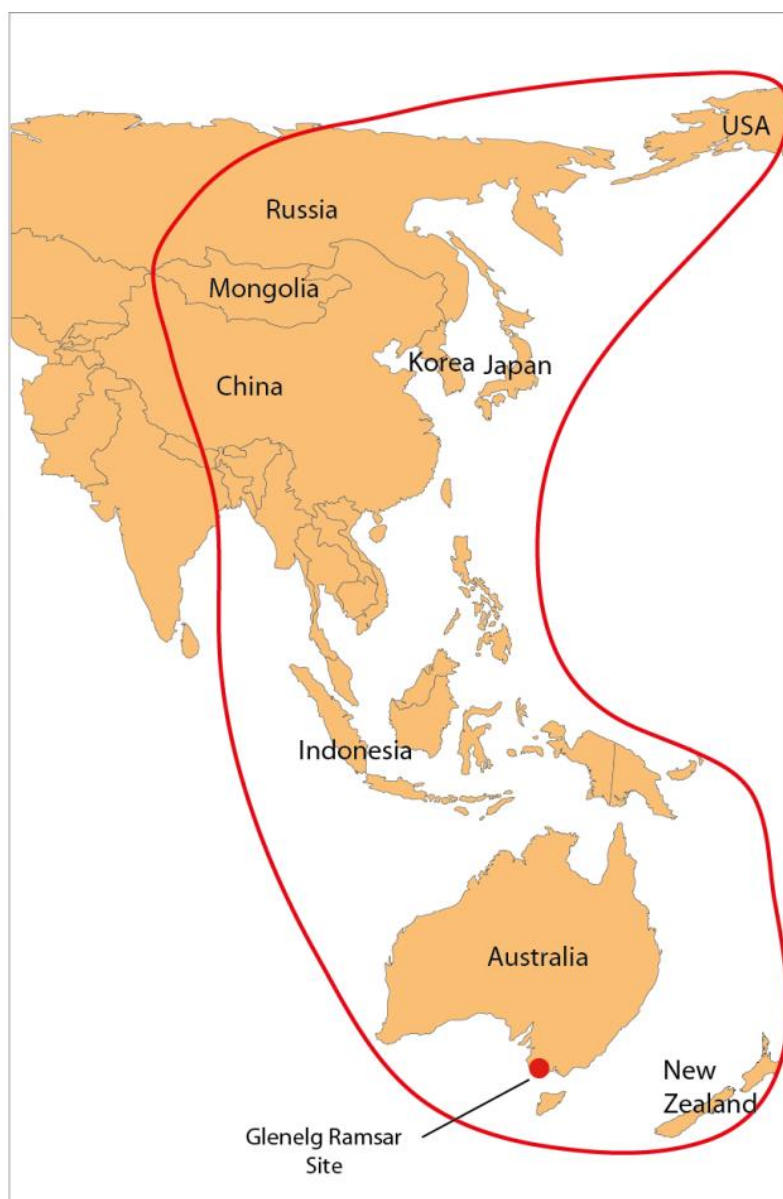 USA
Russia
Mongolia
Korea
Japan
China
Indonesia
Australia
New
Zealand
Glenelg Ramsar
Site